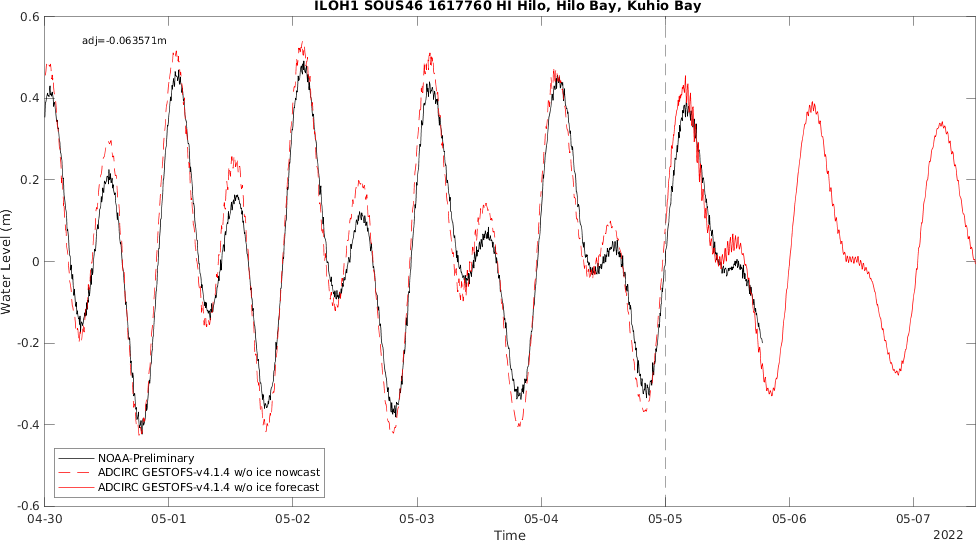 ILOH1 SOUS46 1617760 HI Hilo, Hilo Bay, Kuhio Bay
0.6
adj=-0.063571m
0.4
0.2
0
-0.2
-0.4
-0.6
Water Level (m)
NOAA-Preliminary
ADCIRC GESTOFS-v4.1.4 w/o ice nowcast
ADCIRC GESTOFS-v4.1.4 w/o ice forecast
04-30 05-01 05-02 05-03 05-04 05-05 05-06 05-07
Time
2022